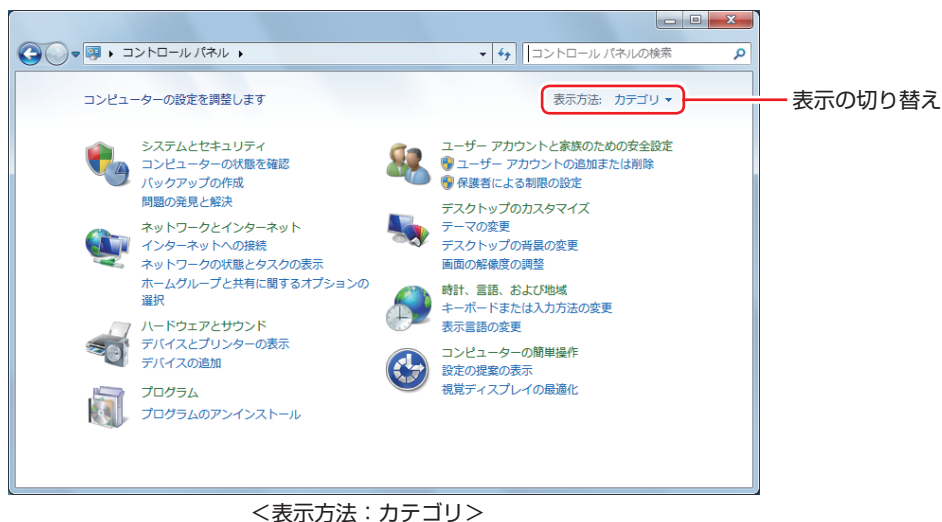 コントロール パネル
コントロール パネルの検索
コンピューターの設定を調整します
表示方法: カテゴリ
表示の切り替え
システムとセキュリティ
コンピューターの状態を確認
バックアップの作成
問題の発見と解決
ネットワークとインターネット
インターネットへの接続
ネットワークの状態とタスクの表示
ホームグループと共有に関するオプションの
選択
ハードウェアとサウンド
デバイスとプリンターの表示
デバイスの追加
プログラム
プログラムのアンインストール
ユーザー アカウントと家族のための安全設定
ユーザー アカウントの追加または削除
保護者による制限の設定
デスクトップのカスタマイズ
テーマの変更
デスクトップの背景の変更
画面の解像度の調整
時計、言語、および地域
キーボードまたは入力方法の変更
表示言語の変更
コンピューターの簡単操作
設定の提案の表示
視覚ディスプレイの最適化
＜表示方法：カテゴリ＞